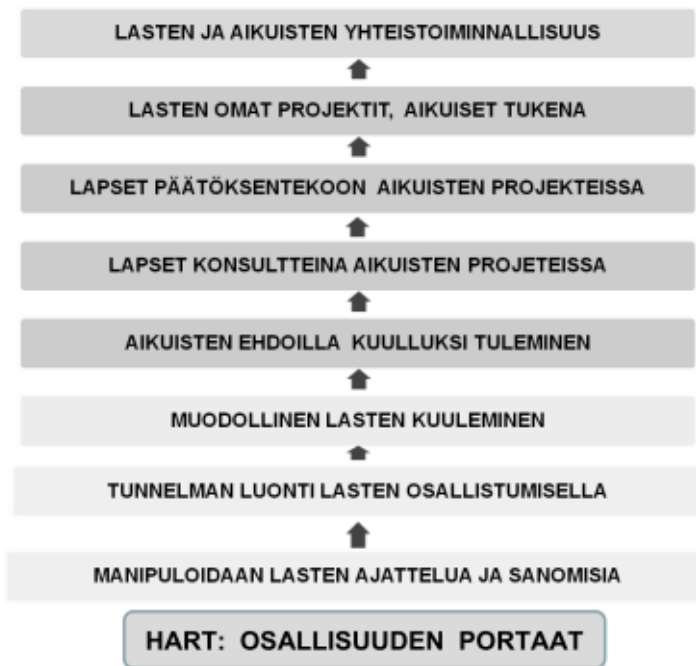 LASTEN JA AIKUISTEN YHTEISTOIMINNALLISUUS
LASTEN OMAT PROJEKTIT, AIKUISET TUKENA
LAPSET PÄÄTÖKSENTEKOON AIKUISTEN PROJEKTEISSA
LAPSET KONSULTTEINA AIKUISTEN PROJETEISSA
AIKUISTEN EHDOILLA KUULLUKSI TULEMINEN
MUODOLLINEN LASTEN KUULEMINEN
TUNNELMAN LUONTI LASTEN OSALLISTUMISELLA
MANIPULOIDAAN LASTEN AJATTELUA JA SANOMISIA
HART: OSALLISUUDEN PORTAAT